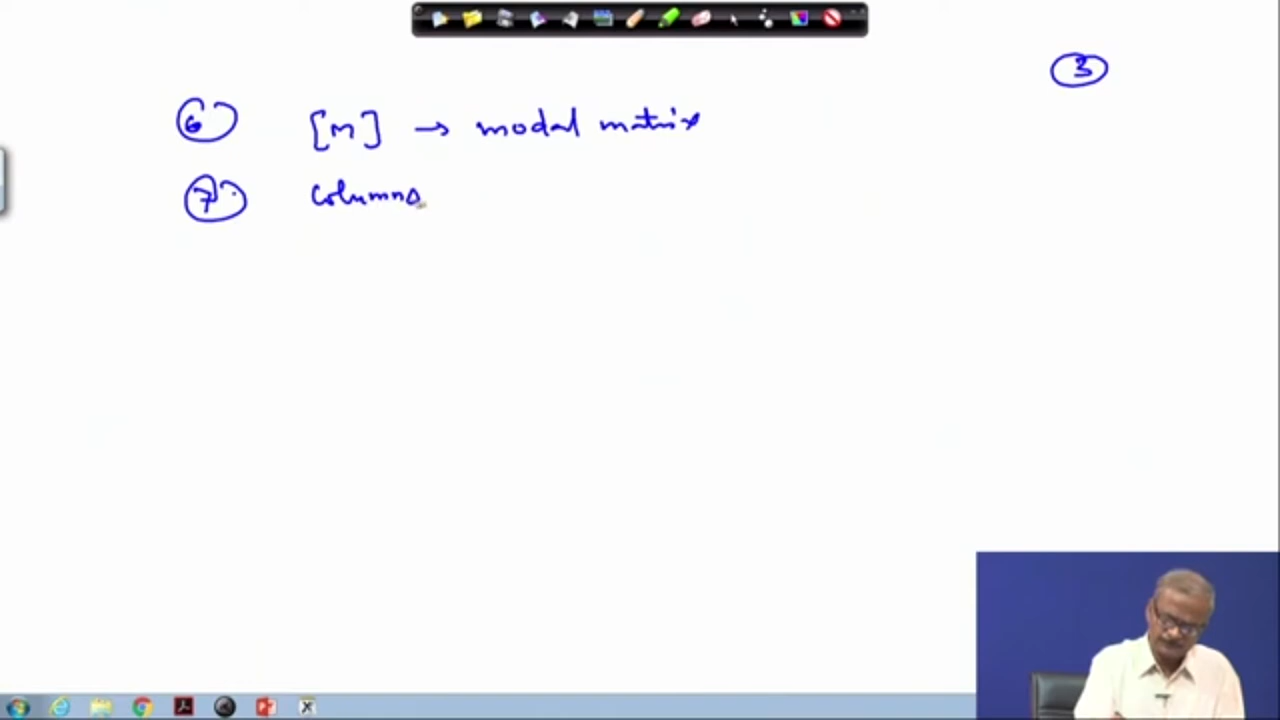 3
6 [M] → modal matrix
7 columns